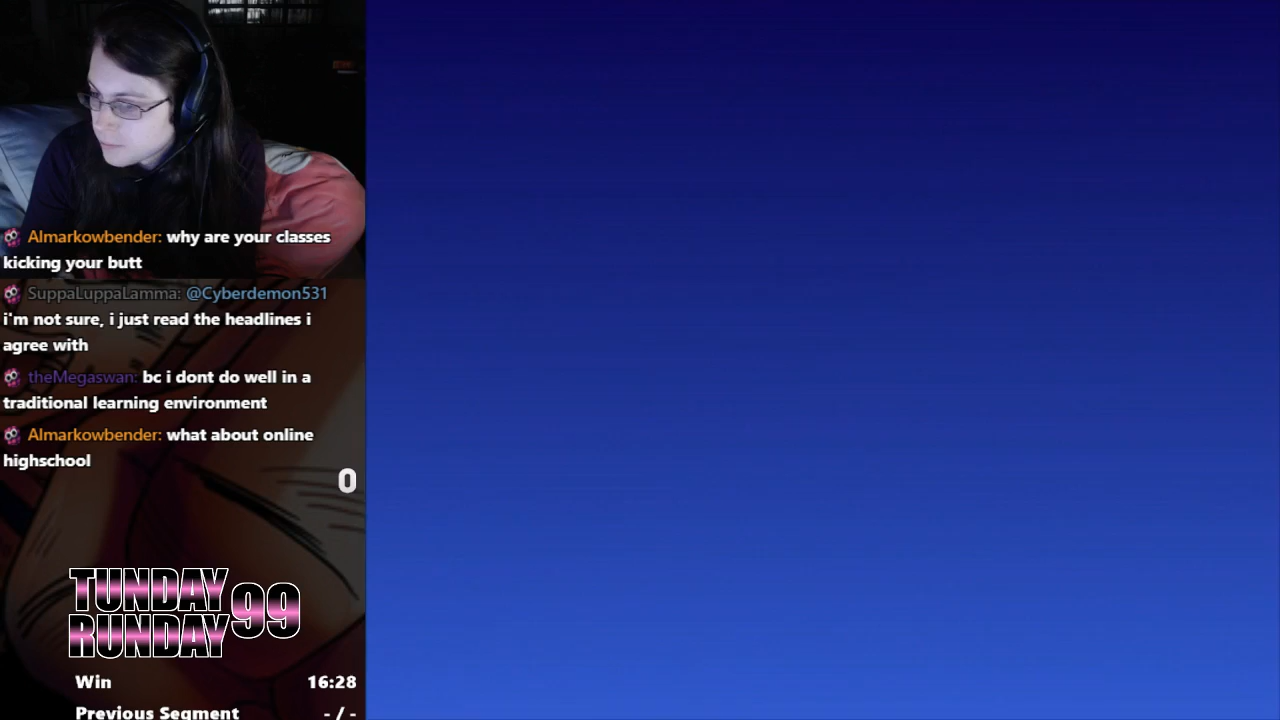 Almarkowbender: why are your classes
kicking your butt
SuppaLuppaLamma: @Cyberdemon531
i'm not sure, i just read the headlines i
agree with
theMegaswan: bc i dont do well in a
traditional learning environment
Almarkowbender: what about online
highschool
0
TUNDAY
RUNDAY 99
Win 16:28
Previous Segment - / -